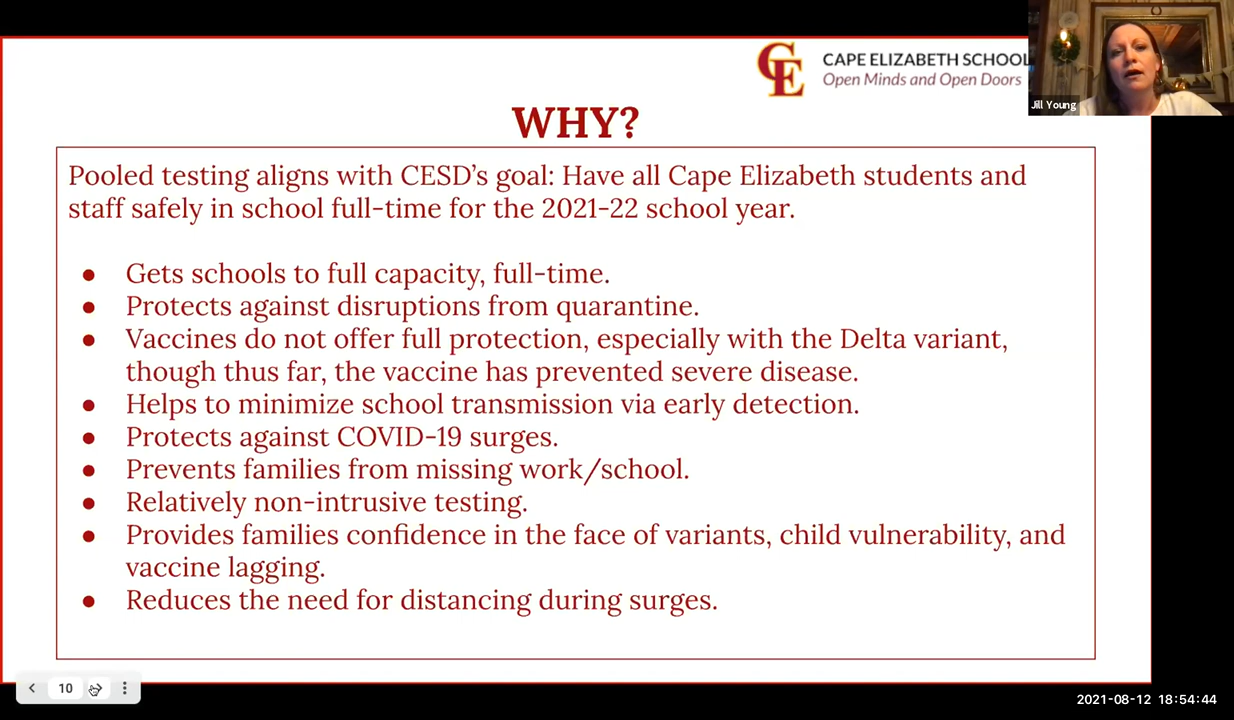 CE
CAPE ELIZABETH SCHOOL
Open Minds and Open Doors
Jill Young
WHY?
Pooled testing aligns with CESD’s goal: Have all Cape Elizabeth students and
staff safely in school full-time for the 2021-22 school year.
● Gets schools to full capacity, full-time.
● Protects against disruptions from quarantine.
● Vaccines do not offer full protection, especially with the Delta variant,
though thus far, the vaccine has prevented severe disease.
● Helps to minimize school transmission via early detection.
● Protects against COVID-19 surges.
● Prevents families from missing work/school.
● Relatively non-intrusive testing.
● Provides families confidence in the face of variants, child vulnerability, and
vaccine lagging.
● Reduces the need for distancing during surges.
10
2021-08-12 18:54:44